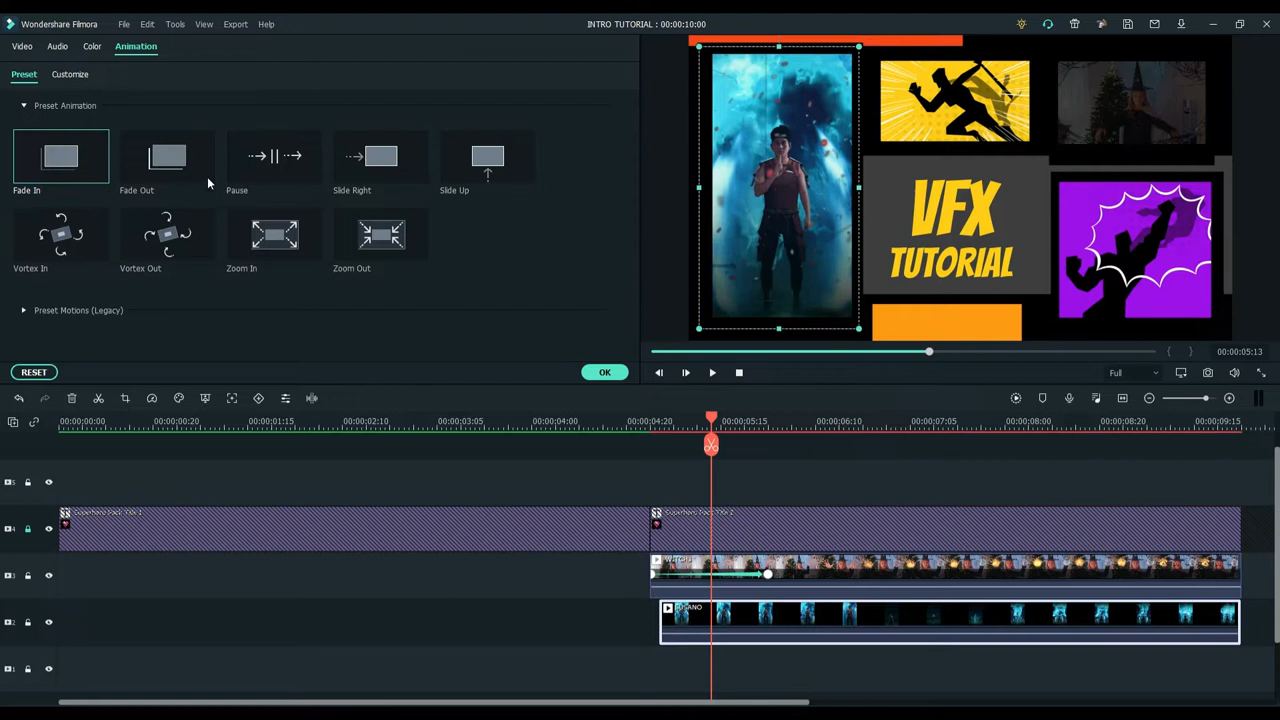 Wondershare Filmora File Edit Tools View Export Help INTRO TUTORIAL : 00:00:10:00
Video Audio Color Animation
Preset Customize
Preset Animation
Fade In Fade Out Pause Slide Right Slide Up
Vortex In Vortex Out Zoom In Zoom Out
Preset Motions (Legacy)
RESET OK
VFX
TUTORIAL
00:00:05:13
Full
00:00:00:00 00:00:00:20 00:00:01:15 00:00:02:10 00:00:03:05 00:00:04:00 00:00:04:20 00:00:05:15 00:00:06:10 00:00:07:05 00:00:08:00 00:00:08:20 00:00:09:15
5
4 Superhero Pack Title 1 Superhero Pack Title 2
3
2
1